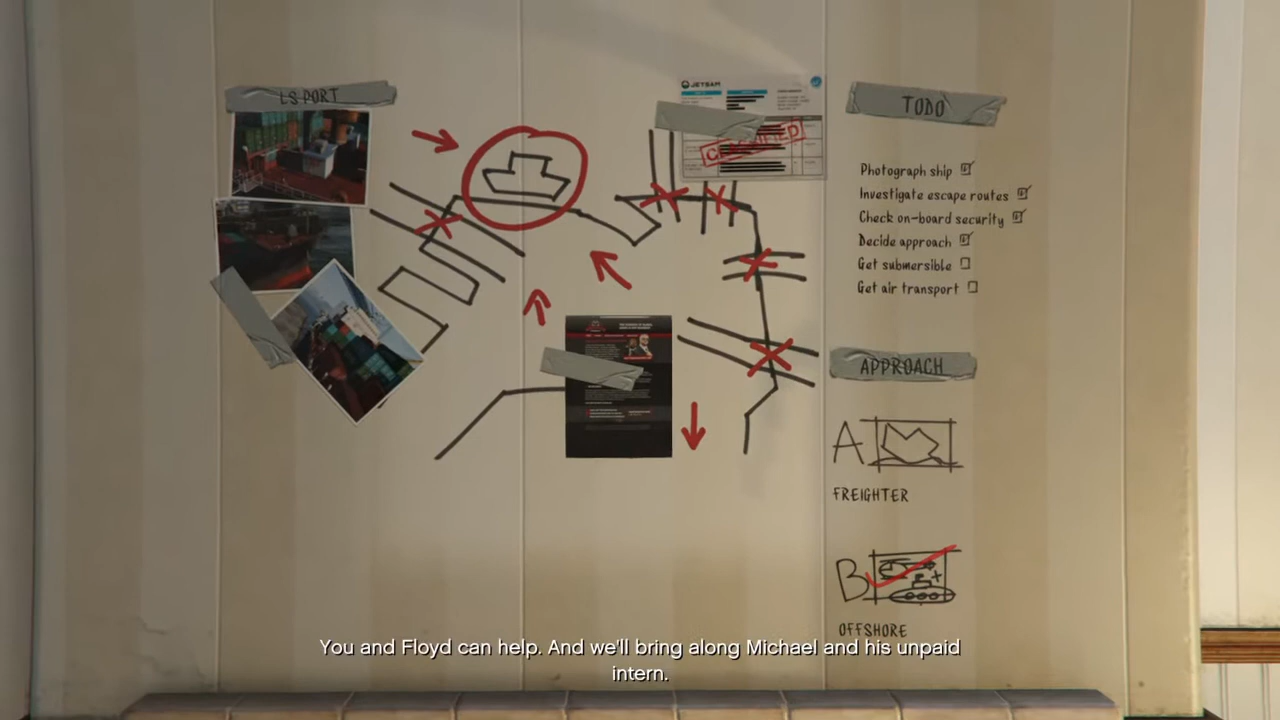 LS PORT
JETSAM
CLASSIFIED
TODO
Photograph ship
Investigate escape routes
Check on-board security
Decide approach
Get submersible
Get air transport
APPROACH
A
FREIGHTER
B
OFFSHORE
You and Floyd can help. And we'll bring along Michael and his unpaid
intern.